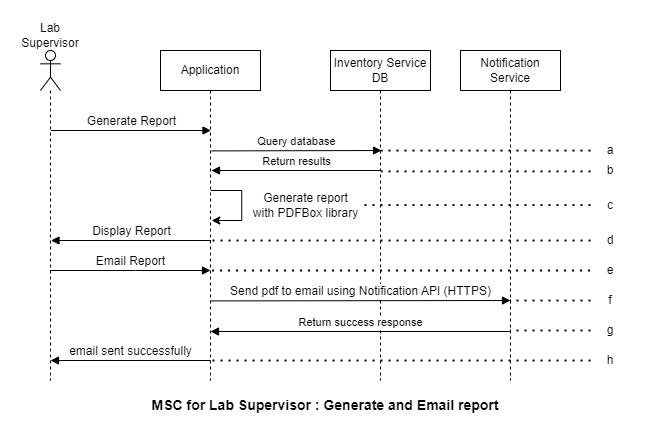 Lab
Supervisor
Application
Inventory Service
DB
Notification
Service
Generate Report
Query database
a
Return results
b
Generate report
with PDFBox library
c
Display Report
d
Email Report
e
Send pdf to email using Notification API (HTTPS)
f
Return success response
g
email sent successfully
h
MSC for Lab Supervisor : Generate and Email report